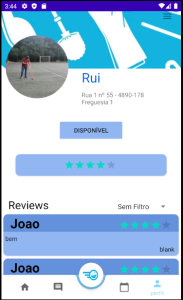 3:44
Rui
Rua 1 nº 55 - 4890-178
Freguesia 1
DISPONÍVEL
Reviews
Sem Filtro
Joao
bem
blank
Joao
perfil